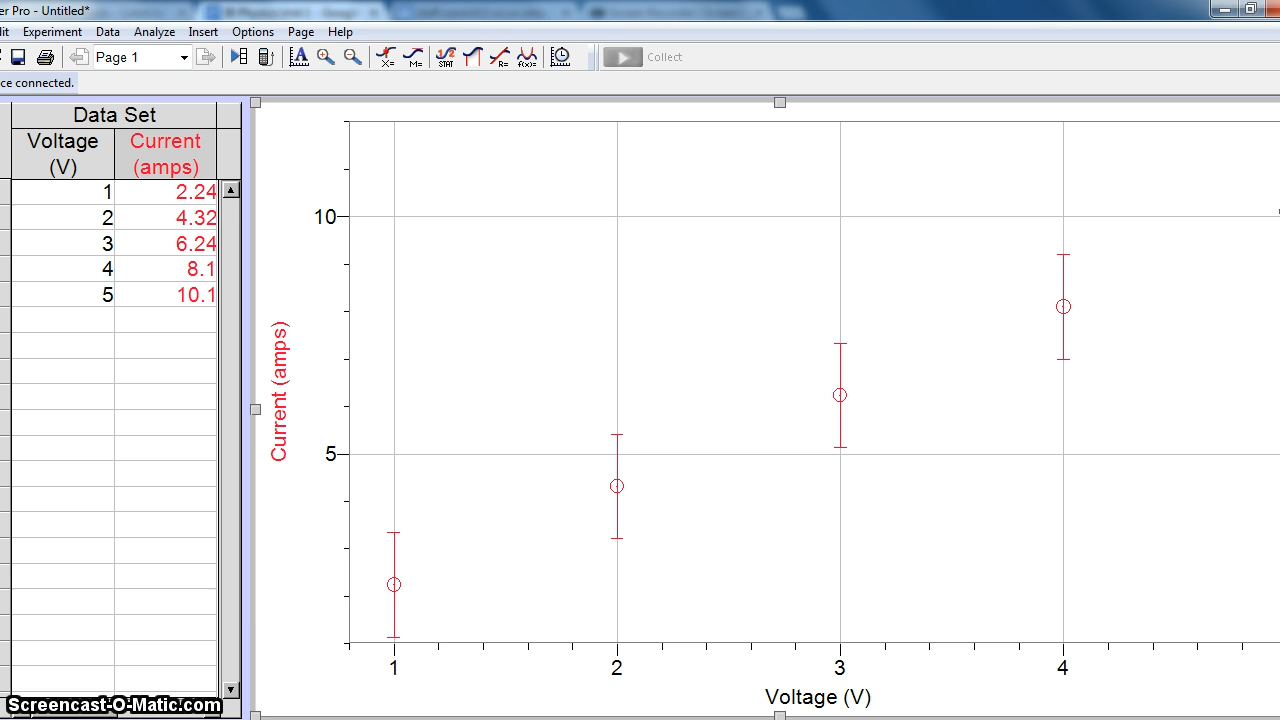 er Pro - Untitled*
lit Experiment Data Analyze Insert Options Page Help
Page 1
X= M= STAT R= f(x)= Collect
ce connected.
Data Set
Voltage (V)
Current (amps)
1 2.24
2 4.32
3 6.24
4 8.1
5 10.1
10
5
Current (amps)
1 2 3 4
Voltage (V)
Screencast-O-Matic.com